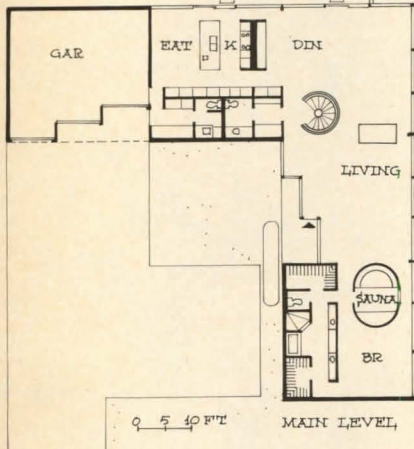 GAR
EAT
K
DIN
LIVING
SAUNA
BR
0 5 10 FT
MAIN LEVEL